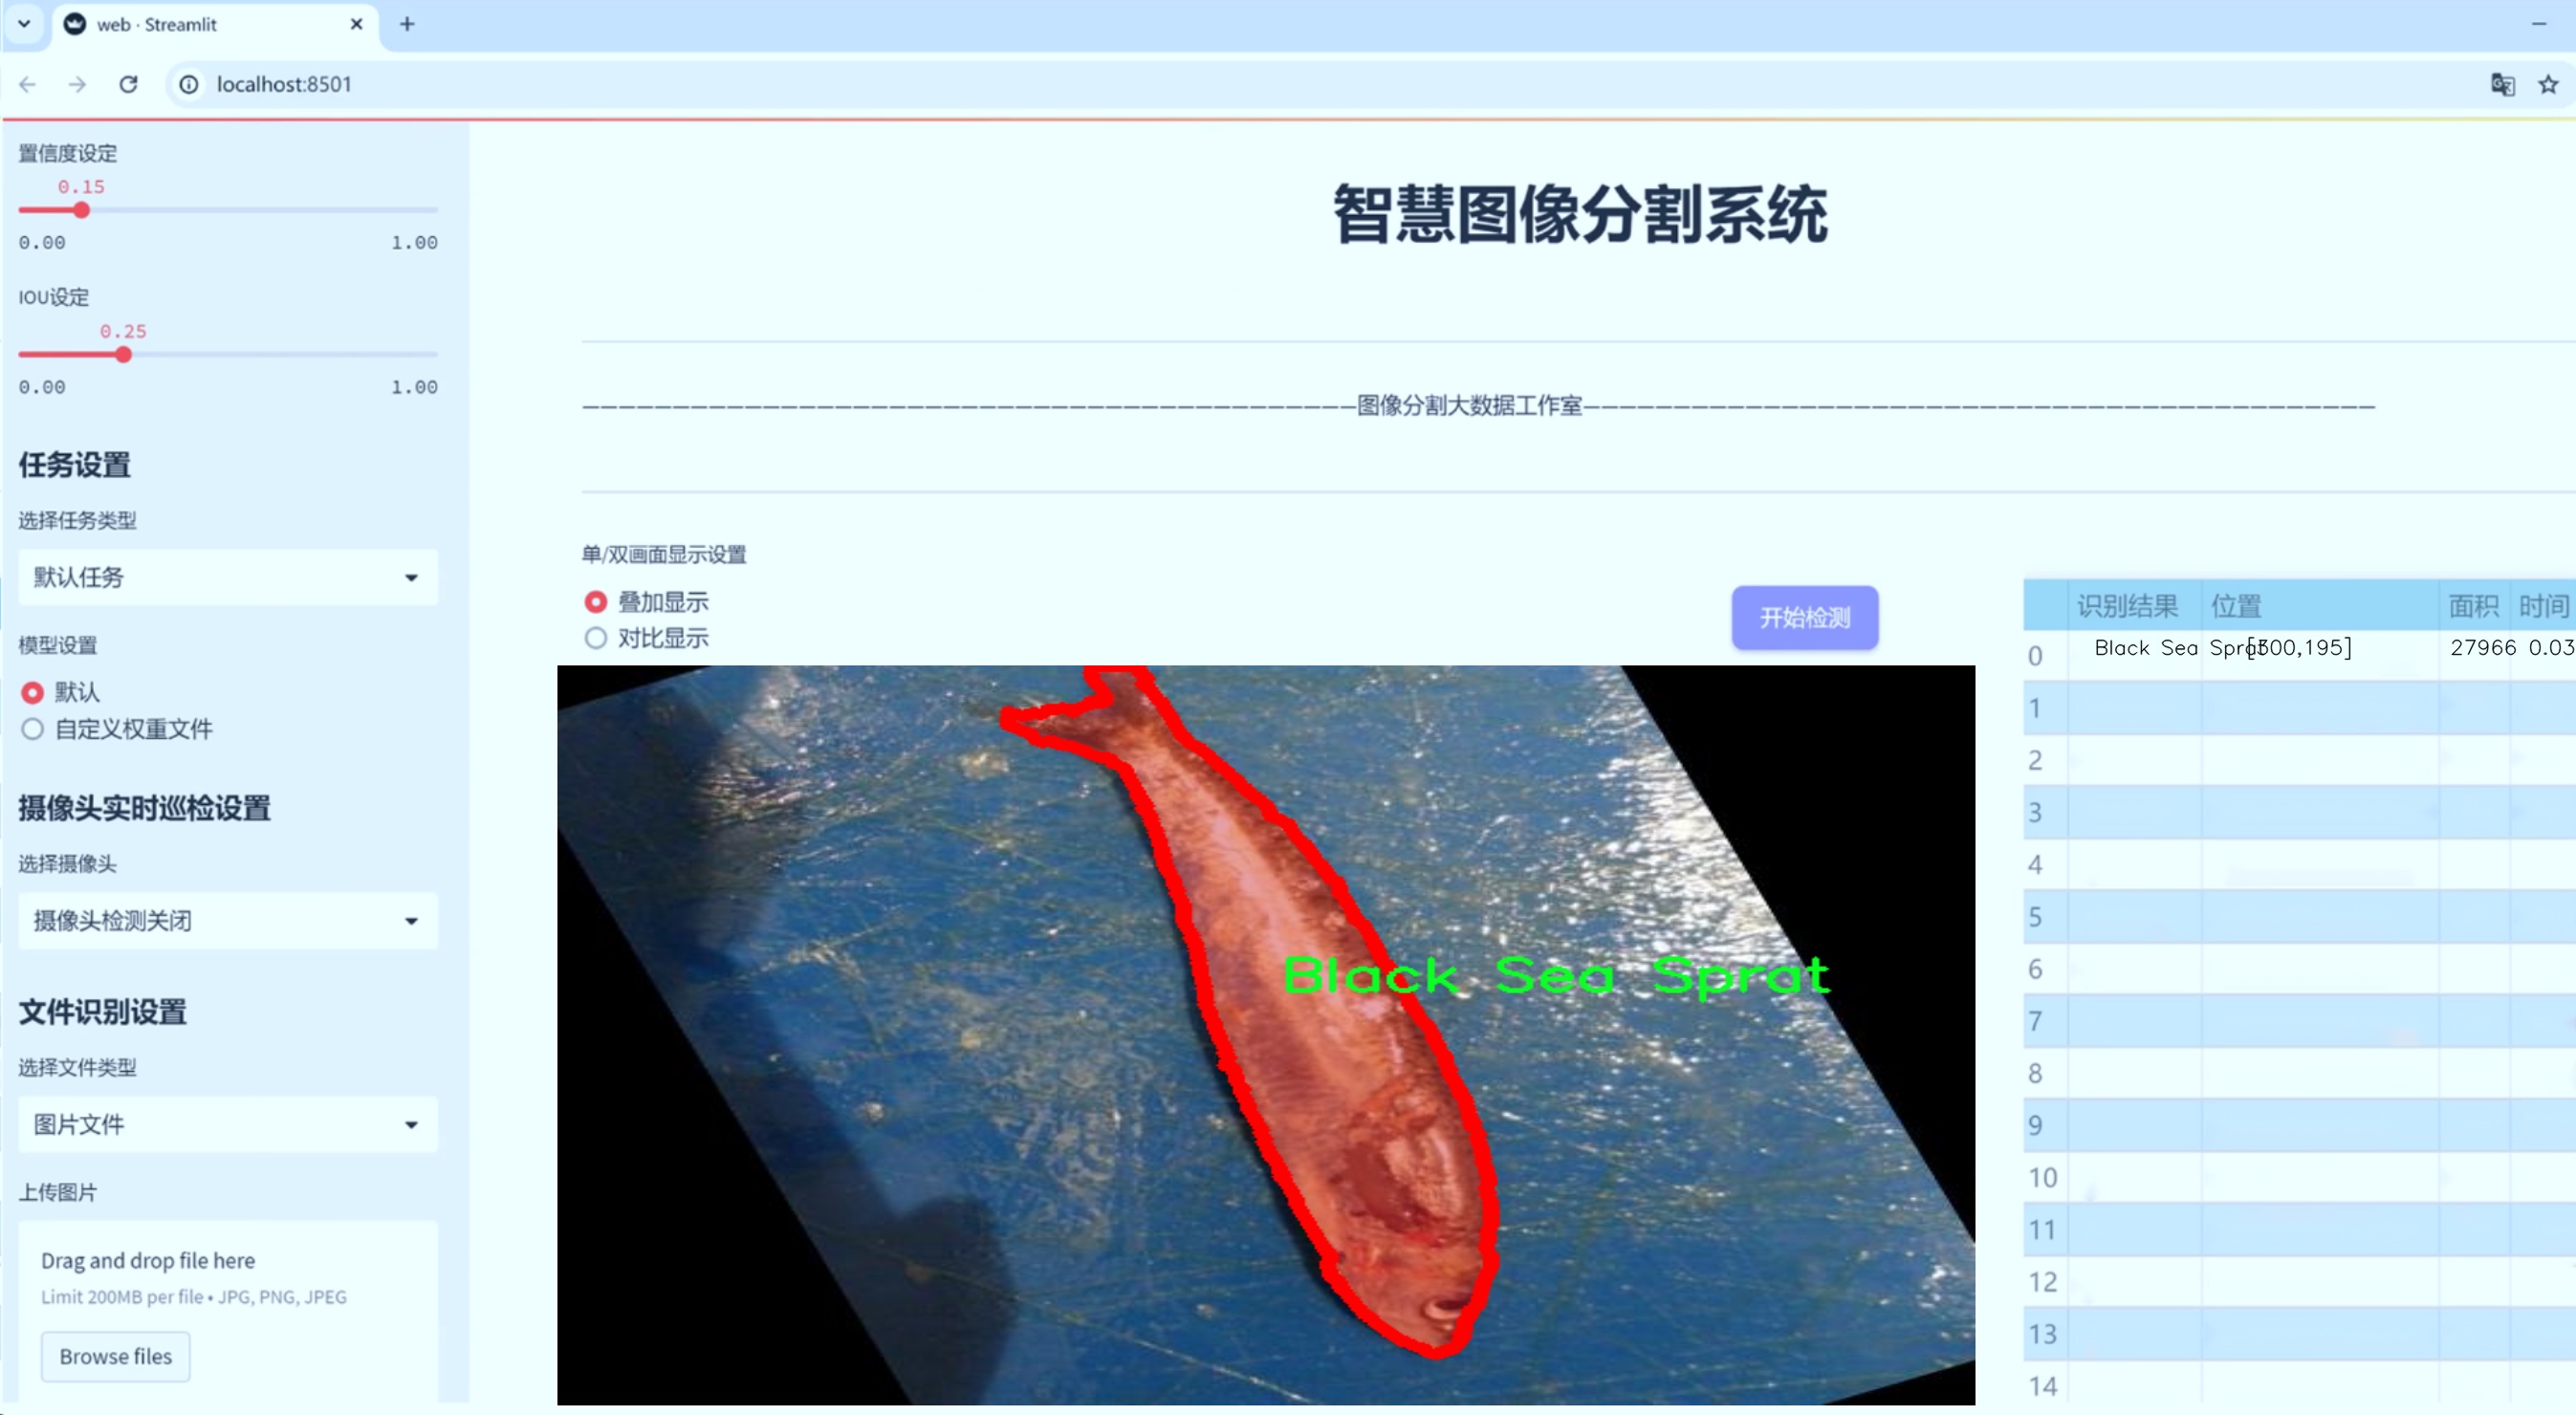 web · Streamlit
localhost:8501
置信度设定
0.15
0.00 1.00
IOU设定
0.25
0.00 1.00
任务设置
选择任务类型
默认任务
模型设置
默认
自定义权重文件
摄像头实时巡检设置
选择摄像头
摄像头检测关闭
文件识别设置
选择文件类型
图片文件
上传图片
Drag and drop file here
Limit 200MB per file • JPG, PNG, JPEG
Browse files
智慧图像分割系统
图像分割大数据工作室
单/双画面显示设置
叠加显示
对比显示
开始检测
Black Sea Sprat
识别结果 位置 面积 时间
0 Black Sea Sprat [300,195] 27966 0.03
1
2
3
4
5
6
7
8
9
10
11
12
13
14